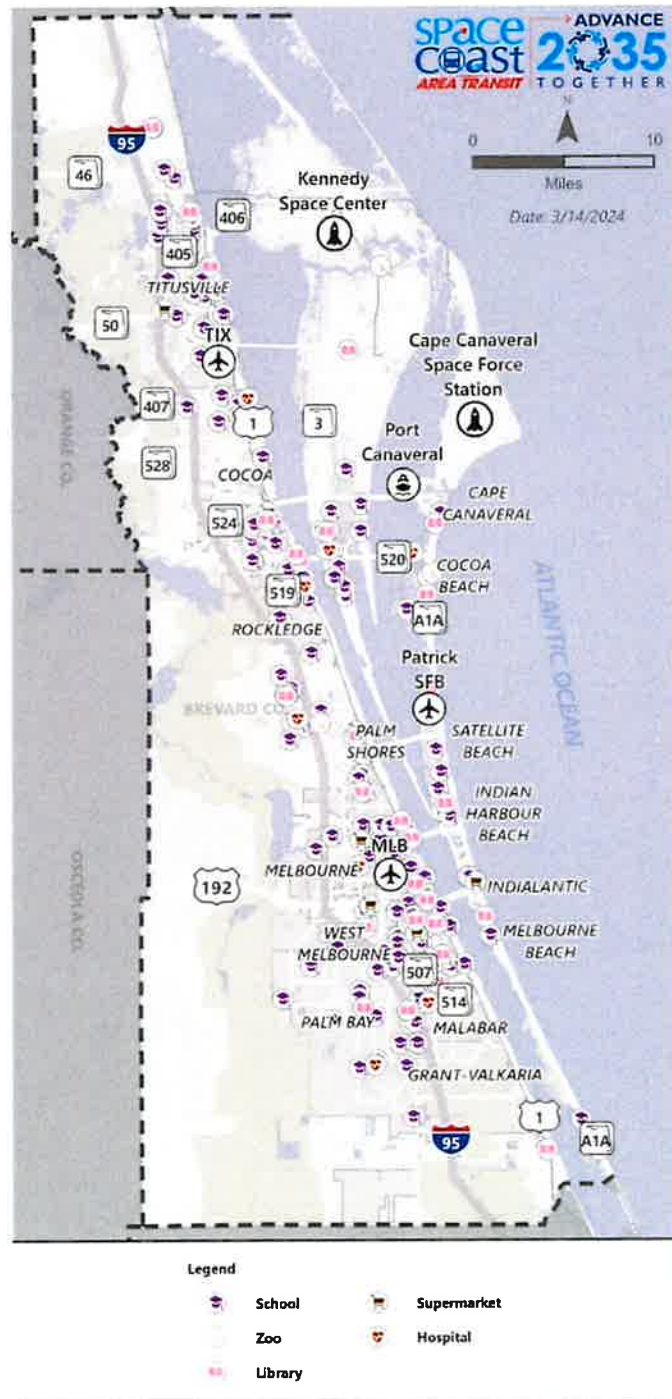 SPACE
COAST
AREA TRANSIT
ADVANCE
2035
TOGETHER
N
0
10
Miles
Date: 3/14/2024
95
46
Kennedy
Space Center
406
405
TITUSVILLE
50
TIX
Cape Canaveral
Space Force
Station
ORANGE CO.
407
1
3
Port
Canaveral
528
COCOA
CAPE
CANAVERAL
524
520
COCOA
BEACH
519
ROCKLEDGE
A1A
ATLANTIC OCEAN
Patrick
SFB
BREVARD CO.
PALM
SHORES
SATELLITE
BEACH
INDIAN
HARBOUR
BEACH
MLB
MELBOURNE
192
INDIALANTIC
OSCEOLA CO.
WEST
MELBOURNE
MELBOURNE
BEACH
507
514
PALM BAY
MALABAR
GRANT-VALKARIA
1
A1A
95
Legend
School
Supermarket
Zoo
Hospital
Library